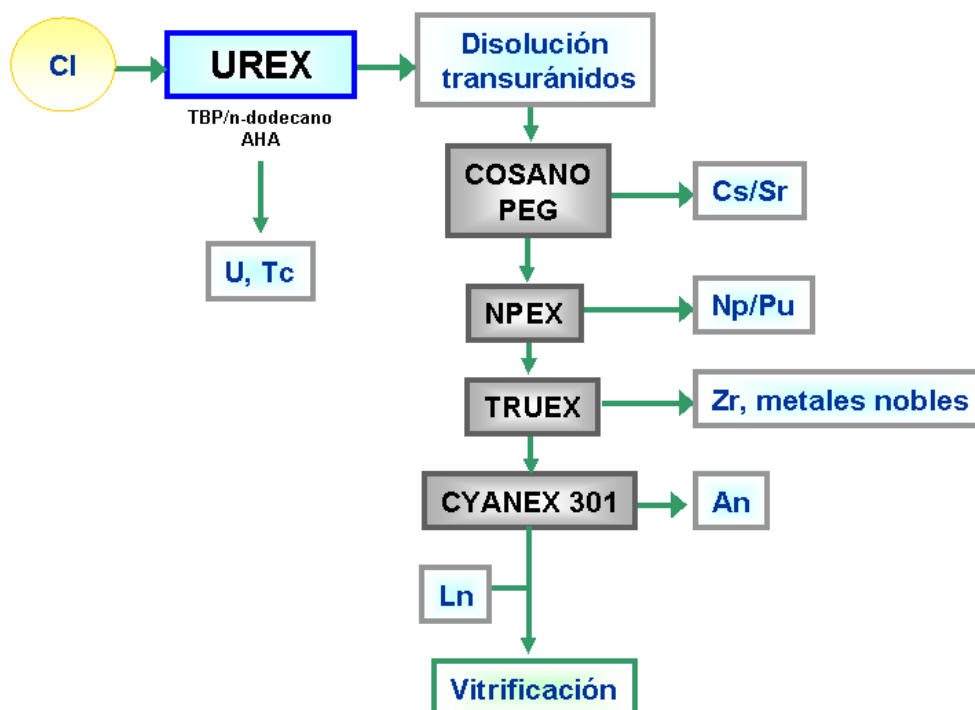 CI
UREX
TBP/n-dodecano
AHA
U, Tc
Disolución
transuránidos
COSANO
PEG
Cs/Sr
NPEX
Np/Pu
TRUEX
Zr, metales nobles
CYANEX 301
An
Ln
Vitrificación